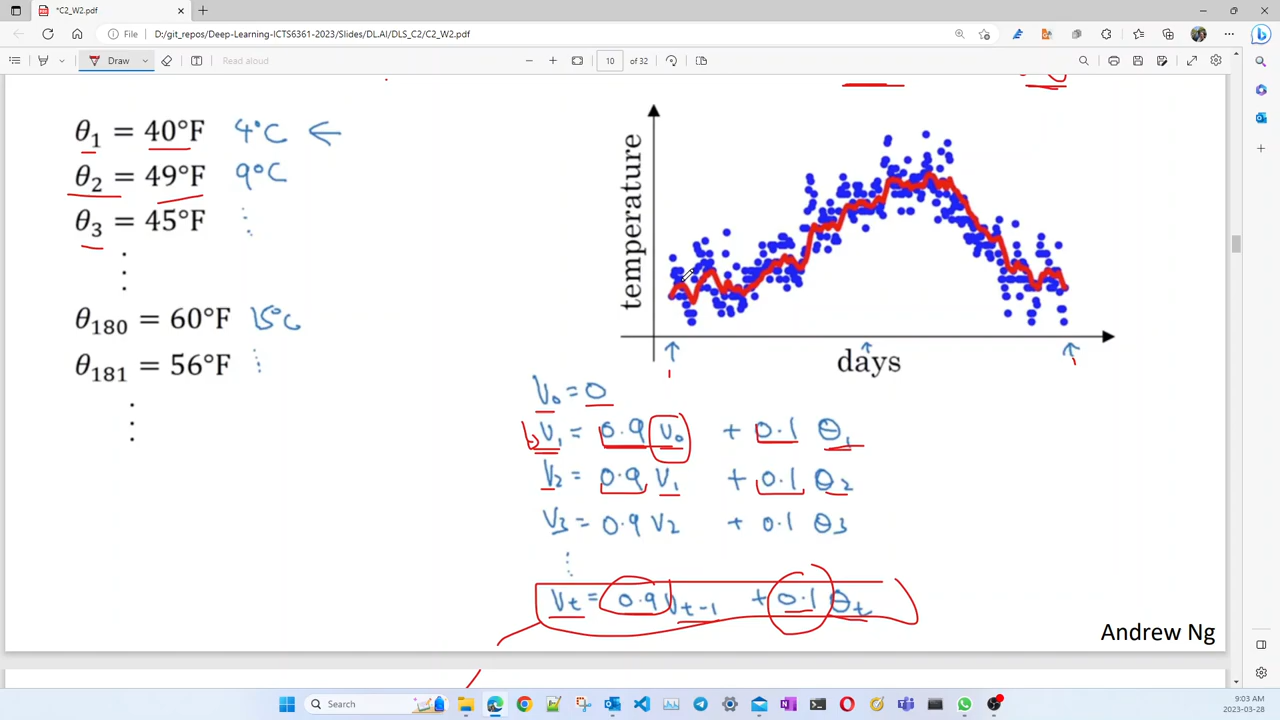 *C2_W2.pdf
File D:/git_repos/Deep-Learning-ICTS6361-2023/Slides/DL.AI/DLS_C2/C2_W2.pdf
Draw Read aloud 10 of 32
θ1 = 40°F 4°C ←
θ2 = 49°F 9°C
θ3 = 45°F
θ180 = 60°F 15°C
θ181 = 56°F
temperature
days
V0 = 0
V1 = 0.9 V0 + 0.1 θ1
V2 = 0.9 V1 + 0.1 θ2
V3 = 0.9 V2 + 0.1 θ3
Vt = 0.9 Vt-1 + 0.1 θt
Andrew Ng
Search
9:03 AM
2023-03-28